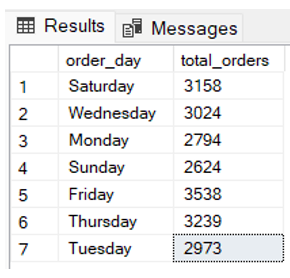 Results Messages
order_day total_orders
1 Saturday 3158
2 Wednesday 3024
3 Monday 2794
4 Sunday 2624
5 Friday 3538
6 Thursday 3239
7 Tuesday 2973